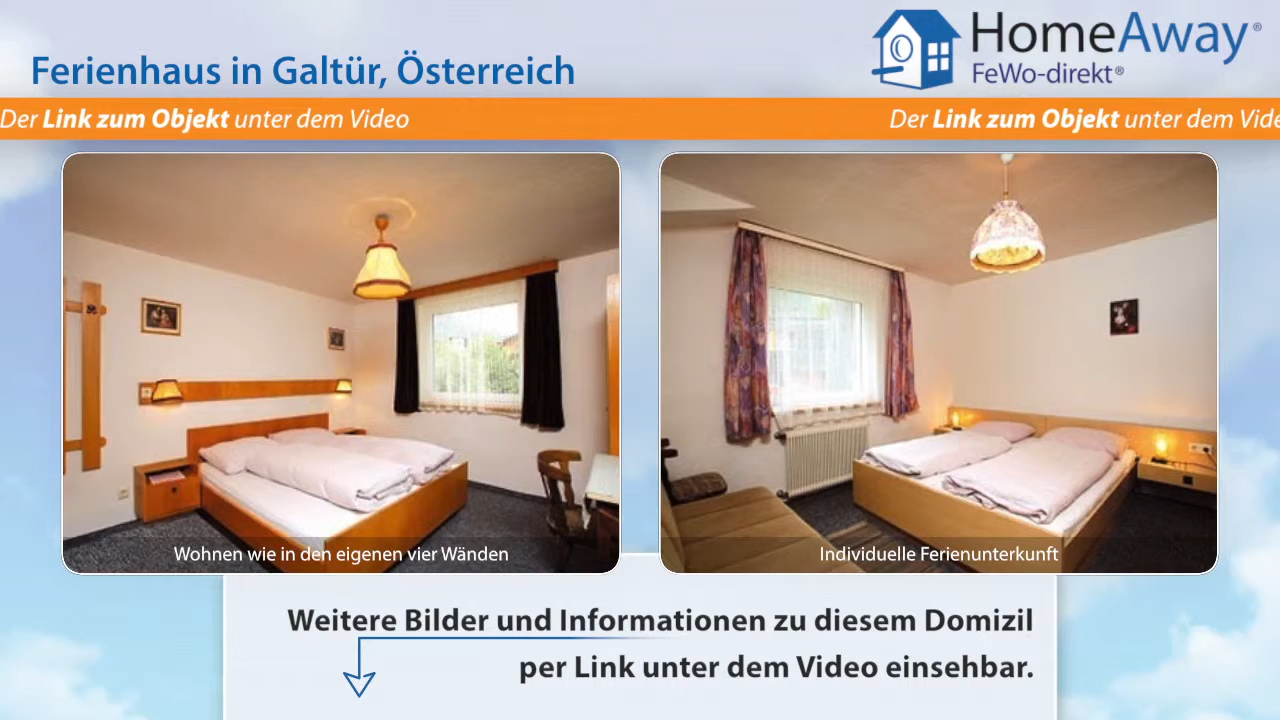 Ferienhaus in Galtür, Österreich
HomeAway®
FeWo-direkt®
Der Link zum Objekt unter dem Video
Der Link zum Objekt unter dem Vide
Wohnen wie in den eigenen vier Wänden
Individuelle Ferienunterkunft
Weitere Bilder und Informationen zu diesem Domizil
per Link unter dem Video einsehbar.